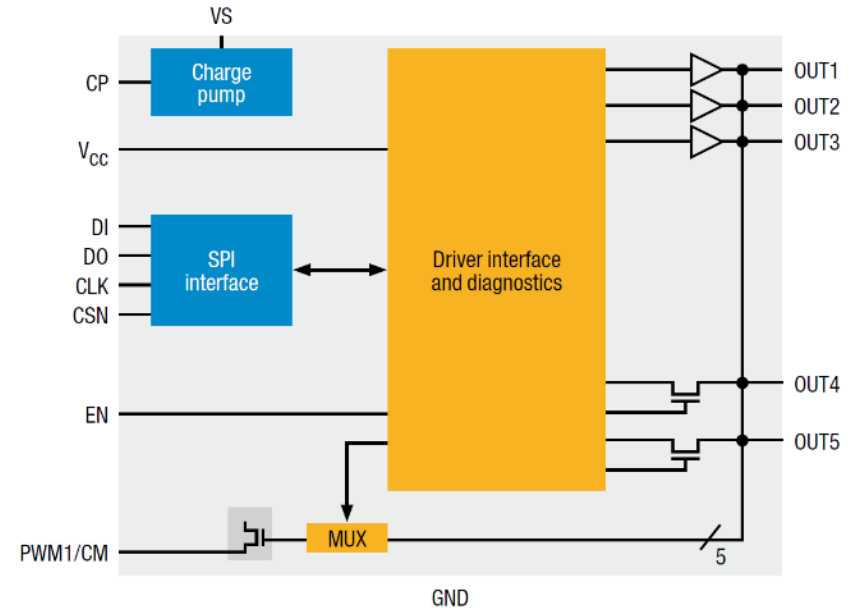 VS
Charge
pump
CP
OUT1
OUT2
OUT3
VCC
DI
DO
CLK
CSN
SPI
interface
Driver interface
and diagnostics
OUT4
EN
OUT5
MUX
PWM1/CM
5
GND